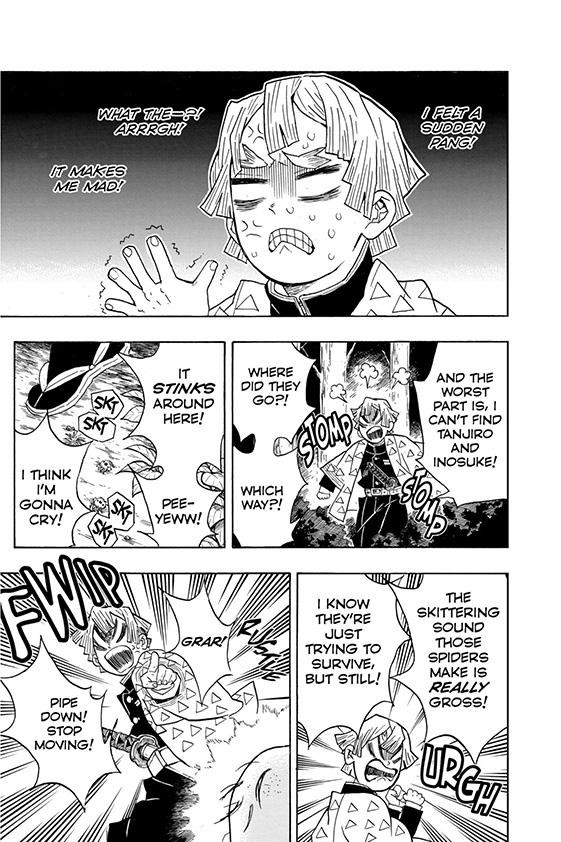 I FELT A
SUDDEN
PANG!
WHAT THE—?!
ARRRGH!
IT MAKES
ME MAD!
AND THE
WORST
PART IS, I
CAN'T FIND
TANJIRO
AND
INOSUKE!
WHERE
DID THEY
GO?!
STOMP
STOMP
WHICH
WAY?!
IT
STINKS
AROUND
HERE!
SKT
SKT
PEE-
YEWW!
I THINK
I'M
GONNA
CRY!
SKT
SKT
THE
SKITTERING
SOUND
THOSE
SPIDERS
MAKE IS
REALLY
GROSS!
I KNOW
THEY'RE
JUST
TRYING TO
SURVIVE,
BUT STILL!
URGH
FWIP
GRAR!
RUSTLE
PIPE
DOWN!
STOP
MOVING!